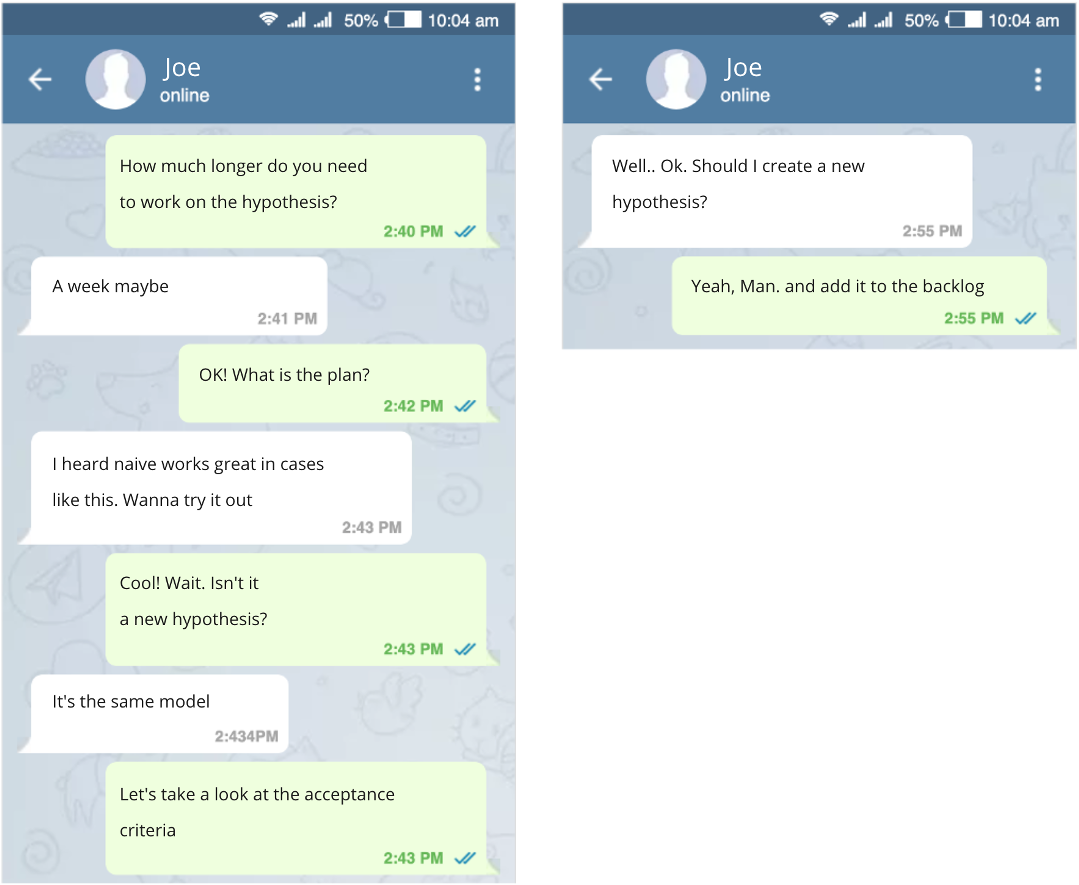 50% 10:04 am
Joe
online
How much longer do you need
to work on the hypothesis?
2:40 PM
A week maybe
2:41 PM
OK! What is the plan?
2:42 PM
I heard naive works great in cases
like this. Wanna try it out
2:43 PM
Cool! Wait. Isn't it
a new hypothesis?
2:43 PM
It's the same model
2:434PM
Let's take a look at the acceptance
criteria
2:43 PM
50% 10:04 am
Joe
online
Well.. Ok. Should I create a new
hypothesis?
2:55 PM
Yeah, Man. and add it to the backlog
2:55 PM